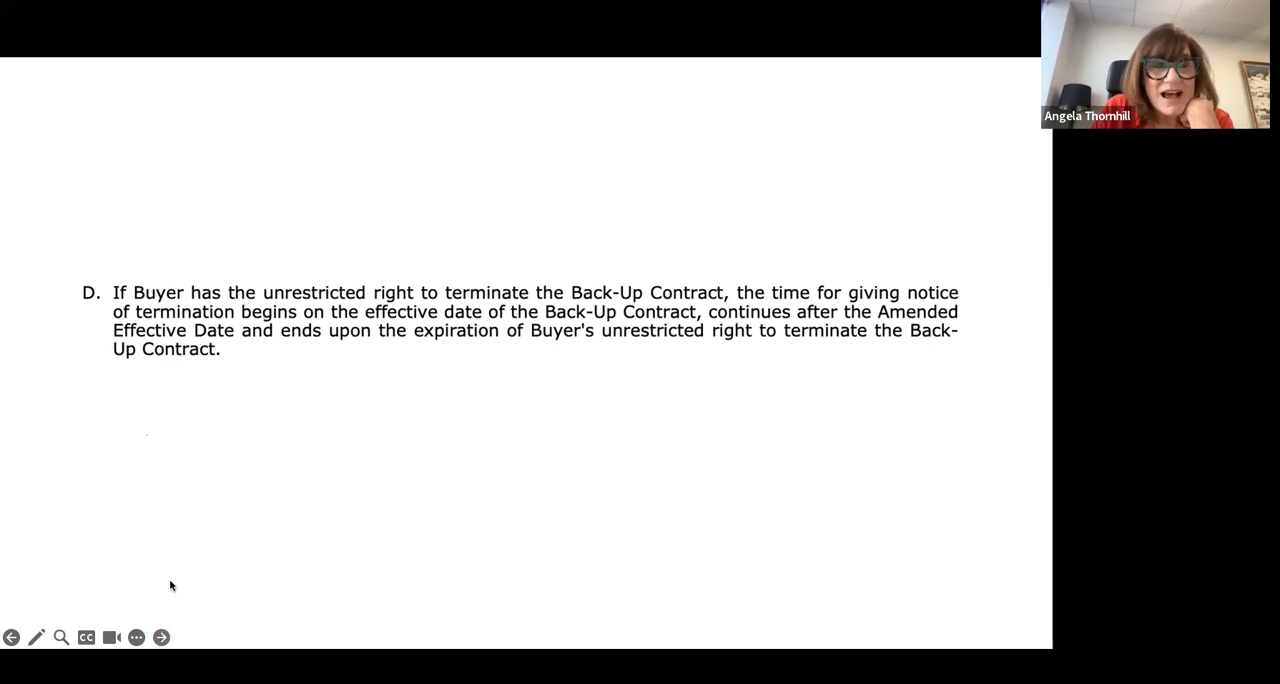 Angela Thornhill
D. If Buyer has the unrestricted right to terminate the Back-Up Contract, the time for giving notice
of termination begins on the effective date of the Back-Up Contract, continues after the Amended
Effective Date and ends upon the expiration of Buyer's unrestricted right to terminate the Back-
Up Contract.
CC